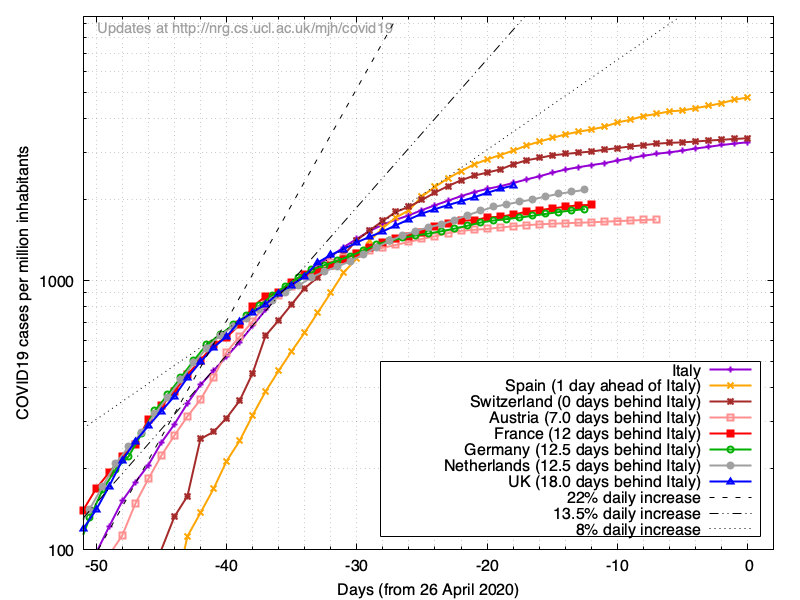 Updates at http://nrg.cs.ucl.ac.uk/mjh/covid19
COVID19 cases per million inhabitants
1000
100
Italy
Spain (1 day ahead of Italy)
Switzerland (0 days behind Italy)
Austria (7.0 days behind Italy)
France (12 days behind Italy)
Germany (12.5 days behind Italy)
Netherlands (12.5 days behind Italy)
UK (18.0 days behind Italy)
22% daily increase
13.5% daily increase
8% daily increase
-50 -40 -30 -20 -10 0
Days (from 26 April 2020)